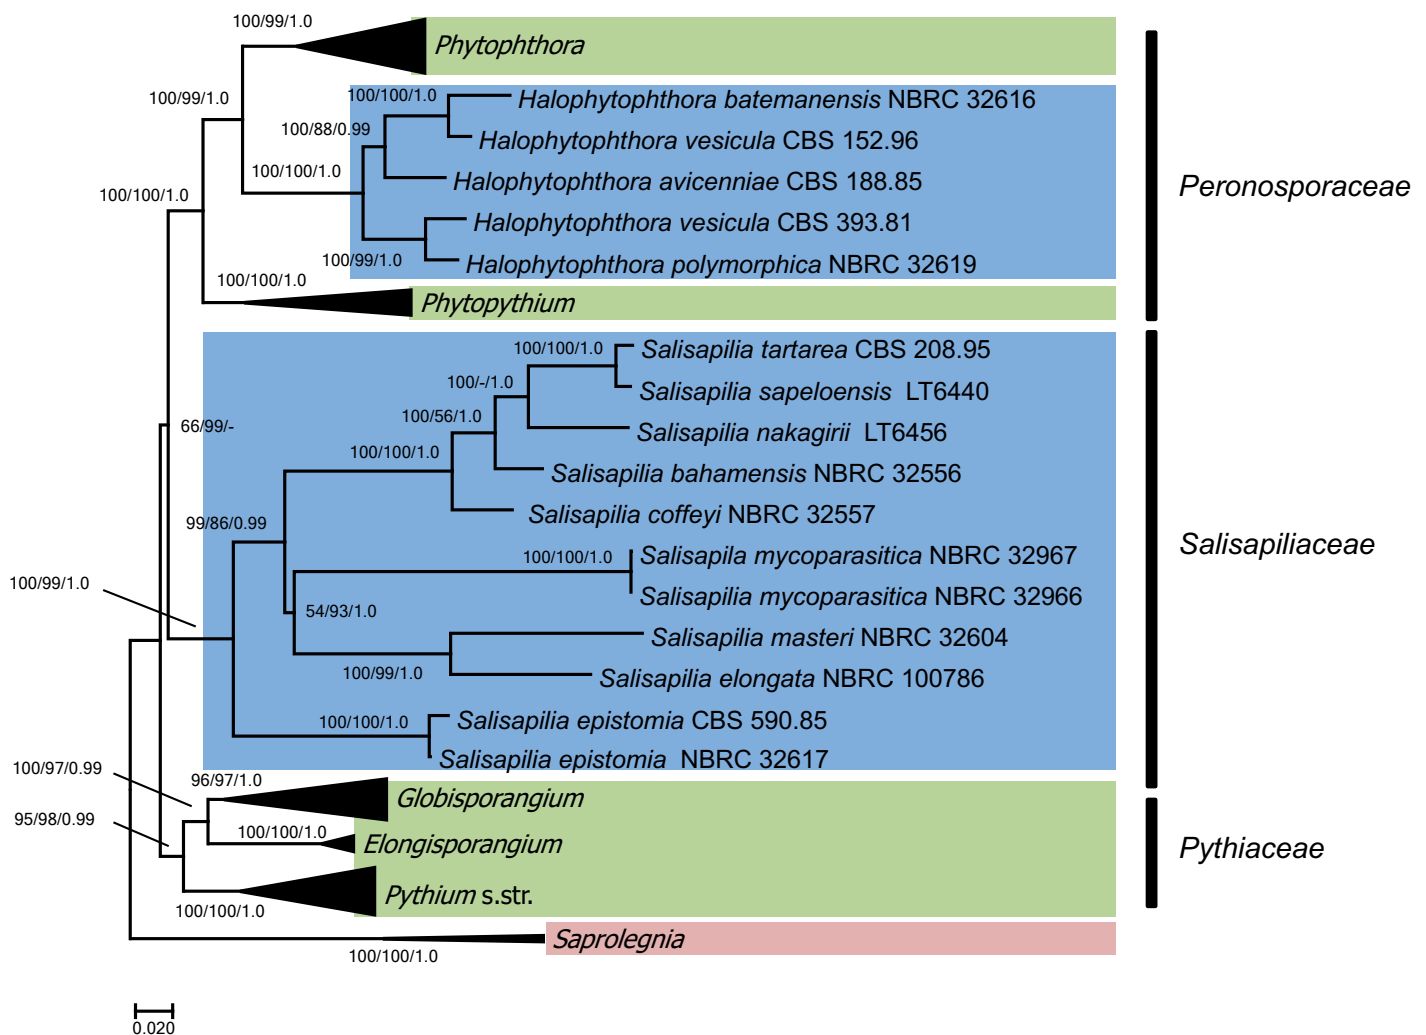 100/99/1.0
Phytophthora
100/99/1.0
100/100/1.0
Halophytophthora batemanensis NBRC 32616
100/88/0.99
Halophytophthora vesicula CBS 152.96
100/100/1.0
Halophytophthora avicenniae CBS 188.85
Peronosporaceae
100/100/1.0
Halophytophthora vesicula CBS 393.81
100/99/1.0
Halophytophthora polymorphica NBRC 32619
100/100/1.0
Phytopythium
100/100/1.0
Salisapilia tartarea CBS 208.95
100/-/1.0
Salisapilia sapeloensis LT6440
100/56/1.0
66/99/-
Salisapilia nakagirii LT6456
100/100/1.0
Salisapilia bahamensis NBRC 32556
99/86/0.99
Salisapilia coffeyi NBRC 32557
Salisapiliaceae
100/100/1.0
Salisapila mycoparasitica NBRC 32967
100/99/1.0
Salisapilia mycoparasitica NBRC 32966
54/93/1.0
Salisapilia masteri NBRC 32604
100/99/1.0
Salisapilia elongata NBRC 100786
100/100/1.0
Salisapilia epistomia CBS 590.85
Salisapilia epistomia NBRC 32617
100/97/0.99
96/97/1.0
Globisporangium
95/98/0.99
100/100/1.0
Elongisporangium
Pythiaceae
Pythium s.str.
100/100/1.0
Saprolegnia
100/100/1.0
0.020